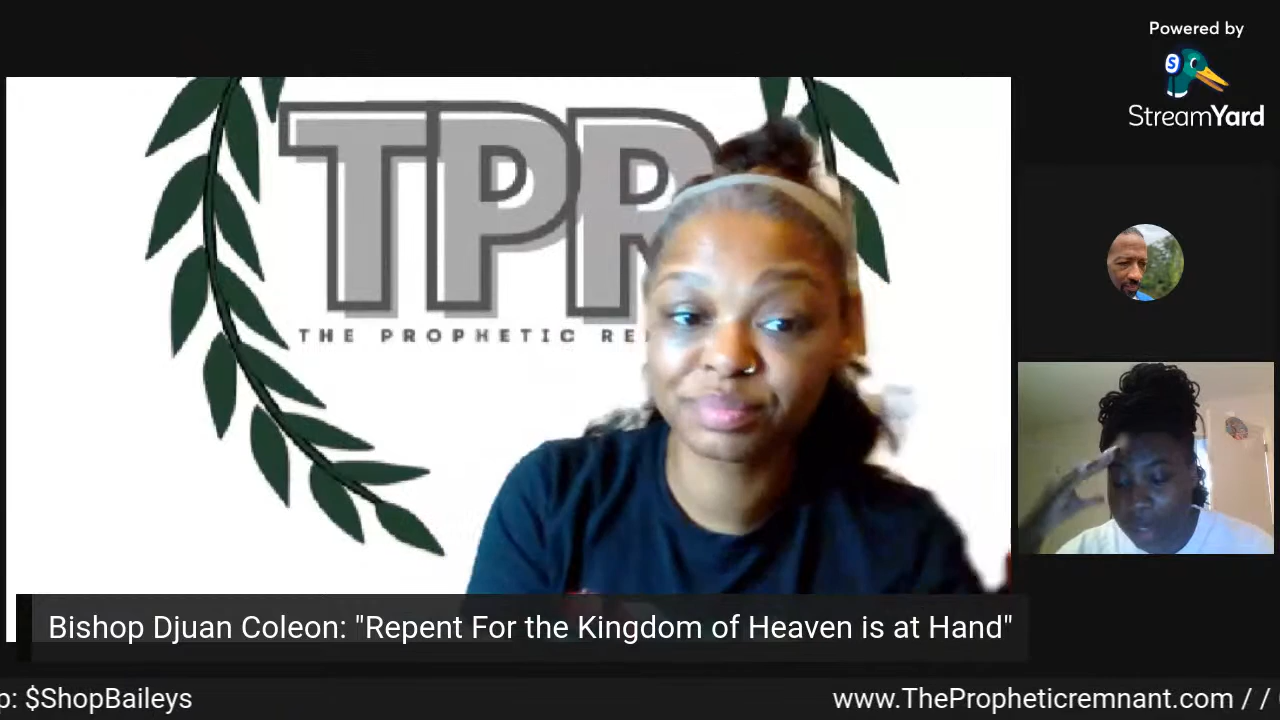 Powered by
S
StreamYard
TPR
THE PROPHETIC RE
Bishop Djuan Coleon: "Repent For the Kingdom of Heaven is at Hand"
p: $ShopBaileys
www.ThePropheticremnant.com / /